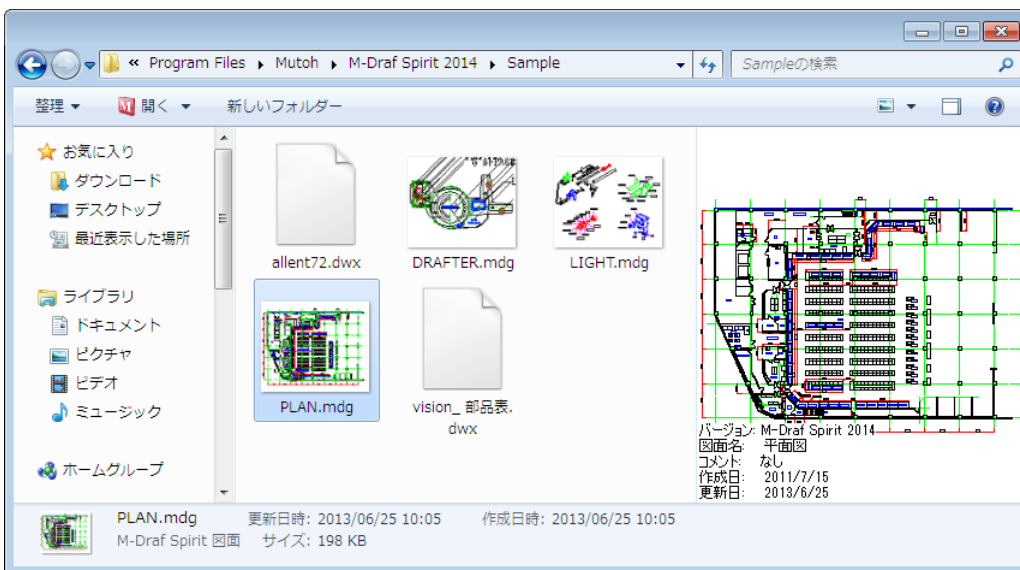 « Program Files ▸ Mutoh ▸ M-Draf Spirit 2014 ▸ Sample
Sampleの検索
整理 開く 新しいフォルダー
お気に入り
ダウンロード
デスクトップ
最近表示した場所
ライブラリ
ドキュメント
ピクチャ
ビデオ
ミュージック
ホームグループ
allent72.dwx
DRAFTER.mdg
LIGHT.mdg
PLAN.mdg
vision_ 部品表.
dwx
バージョン: M-Draf Spirit 2014
図面名: 平面図
コメント: なし
作成日: 2011/7/15
更新日: 2013/6/25
PLAN.mdg 更新日時: 2013/06/25 10:05 作成日時: 2013/06/25 10:05
M-Draf Spirit 図面 サイズ: 198 KB